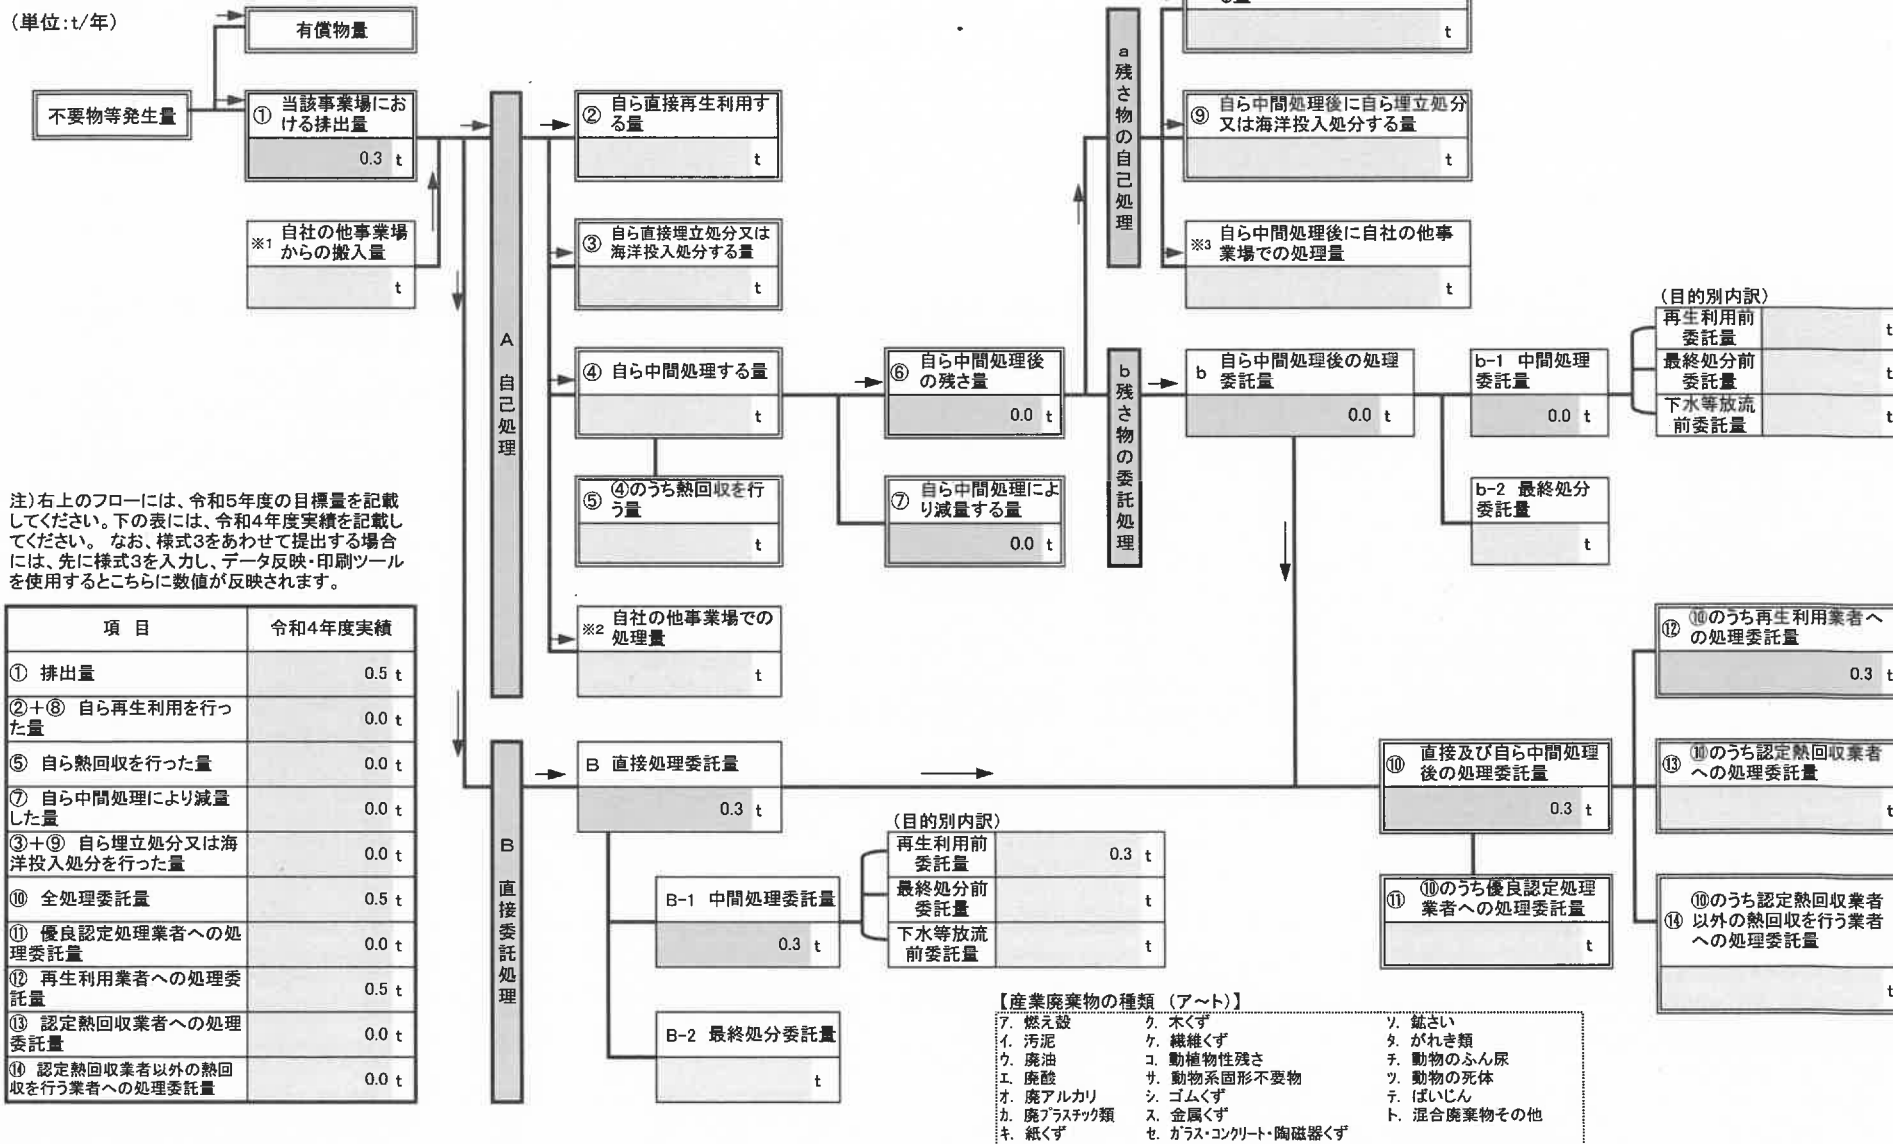 (単位:t/年)
有償物量
t
不要物等発生量
① 当該事業場にお
ける排出量
0.3 t
※1 自社の他事業場
からの搬入量
t
A 自己処理
② 自ら直接再生利用す
る量
t
③ 自ら直接埋立処分又は
海洋投入処分する量
t
④ 自ら中間処理する量
t
⑤ ④のうち熱回収を行
う量
t
※2 自社の他事業場での
処理量
t
⑥ 自ら中間処理後
の残さ量
0.0 t
⑦ 自ら中間処理によ
り減量する量
0.0 t
a 残さ物の自己処理
⑨ 自ら中間処理後に自ら埋立処分
又は海洋投入処分する量
t
※3 自ら中間処理後に自社の他事
業場での処理量
t
b 残さ物の委託処理
b 自ら中間処理後の処理
委託量
0.0 t
b-1 中間処理
委託量
0.0 t
(目的別内訳)
再生利用前
委託量
t
最終処分前
委託量
t
下水等放流
前委託量
t
b-2 最終処分
委託量
t
注)右上のフローには、令和5年度の目標量を記載
してください。下の表には、令和4年度実績を記載し
てください。 なお、様式3をあわせて提出する場合
には、先に様式3を入力し、データ反映・印刷ツール
を使用するとこちらに数値が反映されます。
項 目 令和4年度実績
① 排出量 0.5 t
②+⑧ 自ら再生利用を行っ
た量 0.0 t
⑤ 自ら熱回収を行った量 0.0 t
⑦ 自ら中間処理により減量
した量 0.0 t
③+⑨ 自ら埋立処分又は海
洋投入処分を行った量 0.0 t
⑩ 全処理委託量 0.5 t
⑪ 優良認定処理業者への処
理委託量 0.0 t
⑫ 再生利用業者への処理委
託量 0.5 t
⑬ 認定熱回収業者への処理
委託量 0.0 t
⑭ 認定熱回収業者以外の熱回
収を行う業者への処理委託量 0.0 t
B 直接委託処理
B 直接処理委託量
0.3 t
B-1 中間処理委託量
0.3 t
(目的別内訳)
再生利用前
委託量
0.3 t
最終処分前
委託量
t
下水等放流
前委託量
t
B-2 最終処分委託量
t
⑩ 直接及び自ら中間処理
後の処理委託量
0.3 t
⑪ ⑩のうち優良認定処理
業者への処理委託量
t
⑫ ⑩のうち再生利用業者へ
の処理委託量
0.3 t
⑬ ⑩のうち認定熱回収業者
への処理委託量
t
⑭ ⑩のうち認定熱回収業者
以外の熱回収を行う業者
への処理委託量
t
【産業廃棄物の種類 (ア~ト)】
ア. 燃え殻 ク. 木くず ソ. 鉱さい
イ. 汚泥 ケ. 繊維くず タ. がれき類
ウ. 廃油 コ. 動植物性残さ チ. 動物のふん尿
エ. 廃酸 サ. 動物系固形不要物 ツ. 動物の死体
オ. 廃アルカリ シ. ゴムくず テ. ばいじん
カ. 廃プラスチック類 ス. 金属くず ト. 混合廃棄物その他
キ. 紙くず セ. ガラス・コンクリート・陶磁器くず